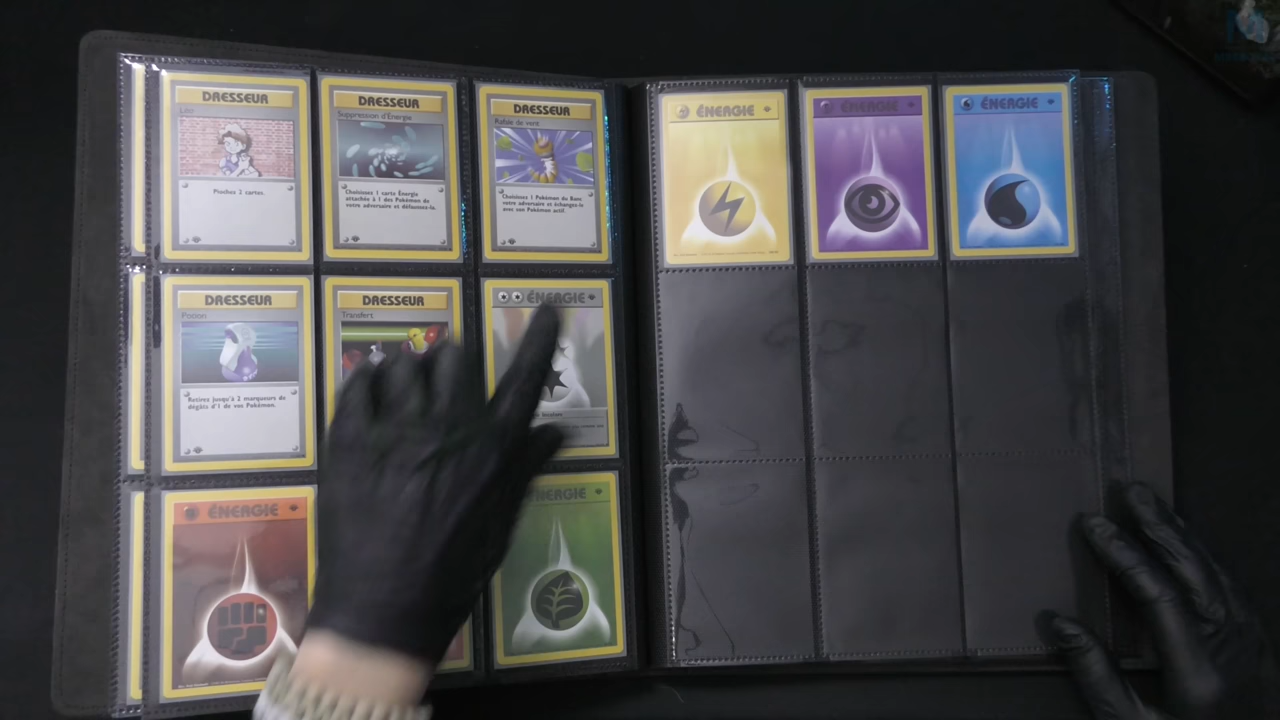 DRESSEUR
Léo
Piochez 2 cartes.
DRESSEUR
Suppression d'Énergie
Choisissez 1 carte Énergie
attachée à 1 des Pokémon de
votre adversaire et défaussez-la.
DRESSEUR
Rafale de vent
Choisissez 1 Pokémon du Banc
votre adversaire et échangez-le
avec son Pokémon actif.
ÉNERGIE
ÉNERGIE
ÉNERGIE
DRESSEUR
Potion
Retirez jusqu'à 2 marqueurs de
dégâts d'1 de vos Pokémon.
DRESSEUR
Transfert
ÉNERGIE
ÉNERGIE
ÉNERGIE